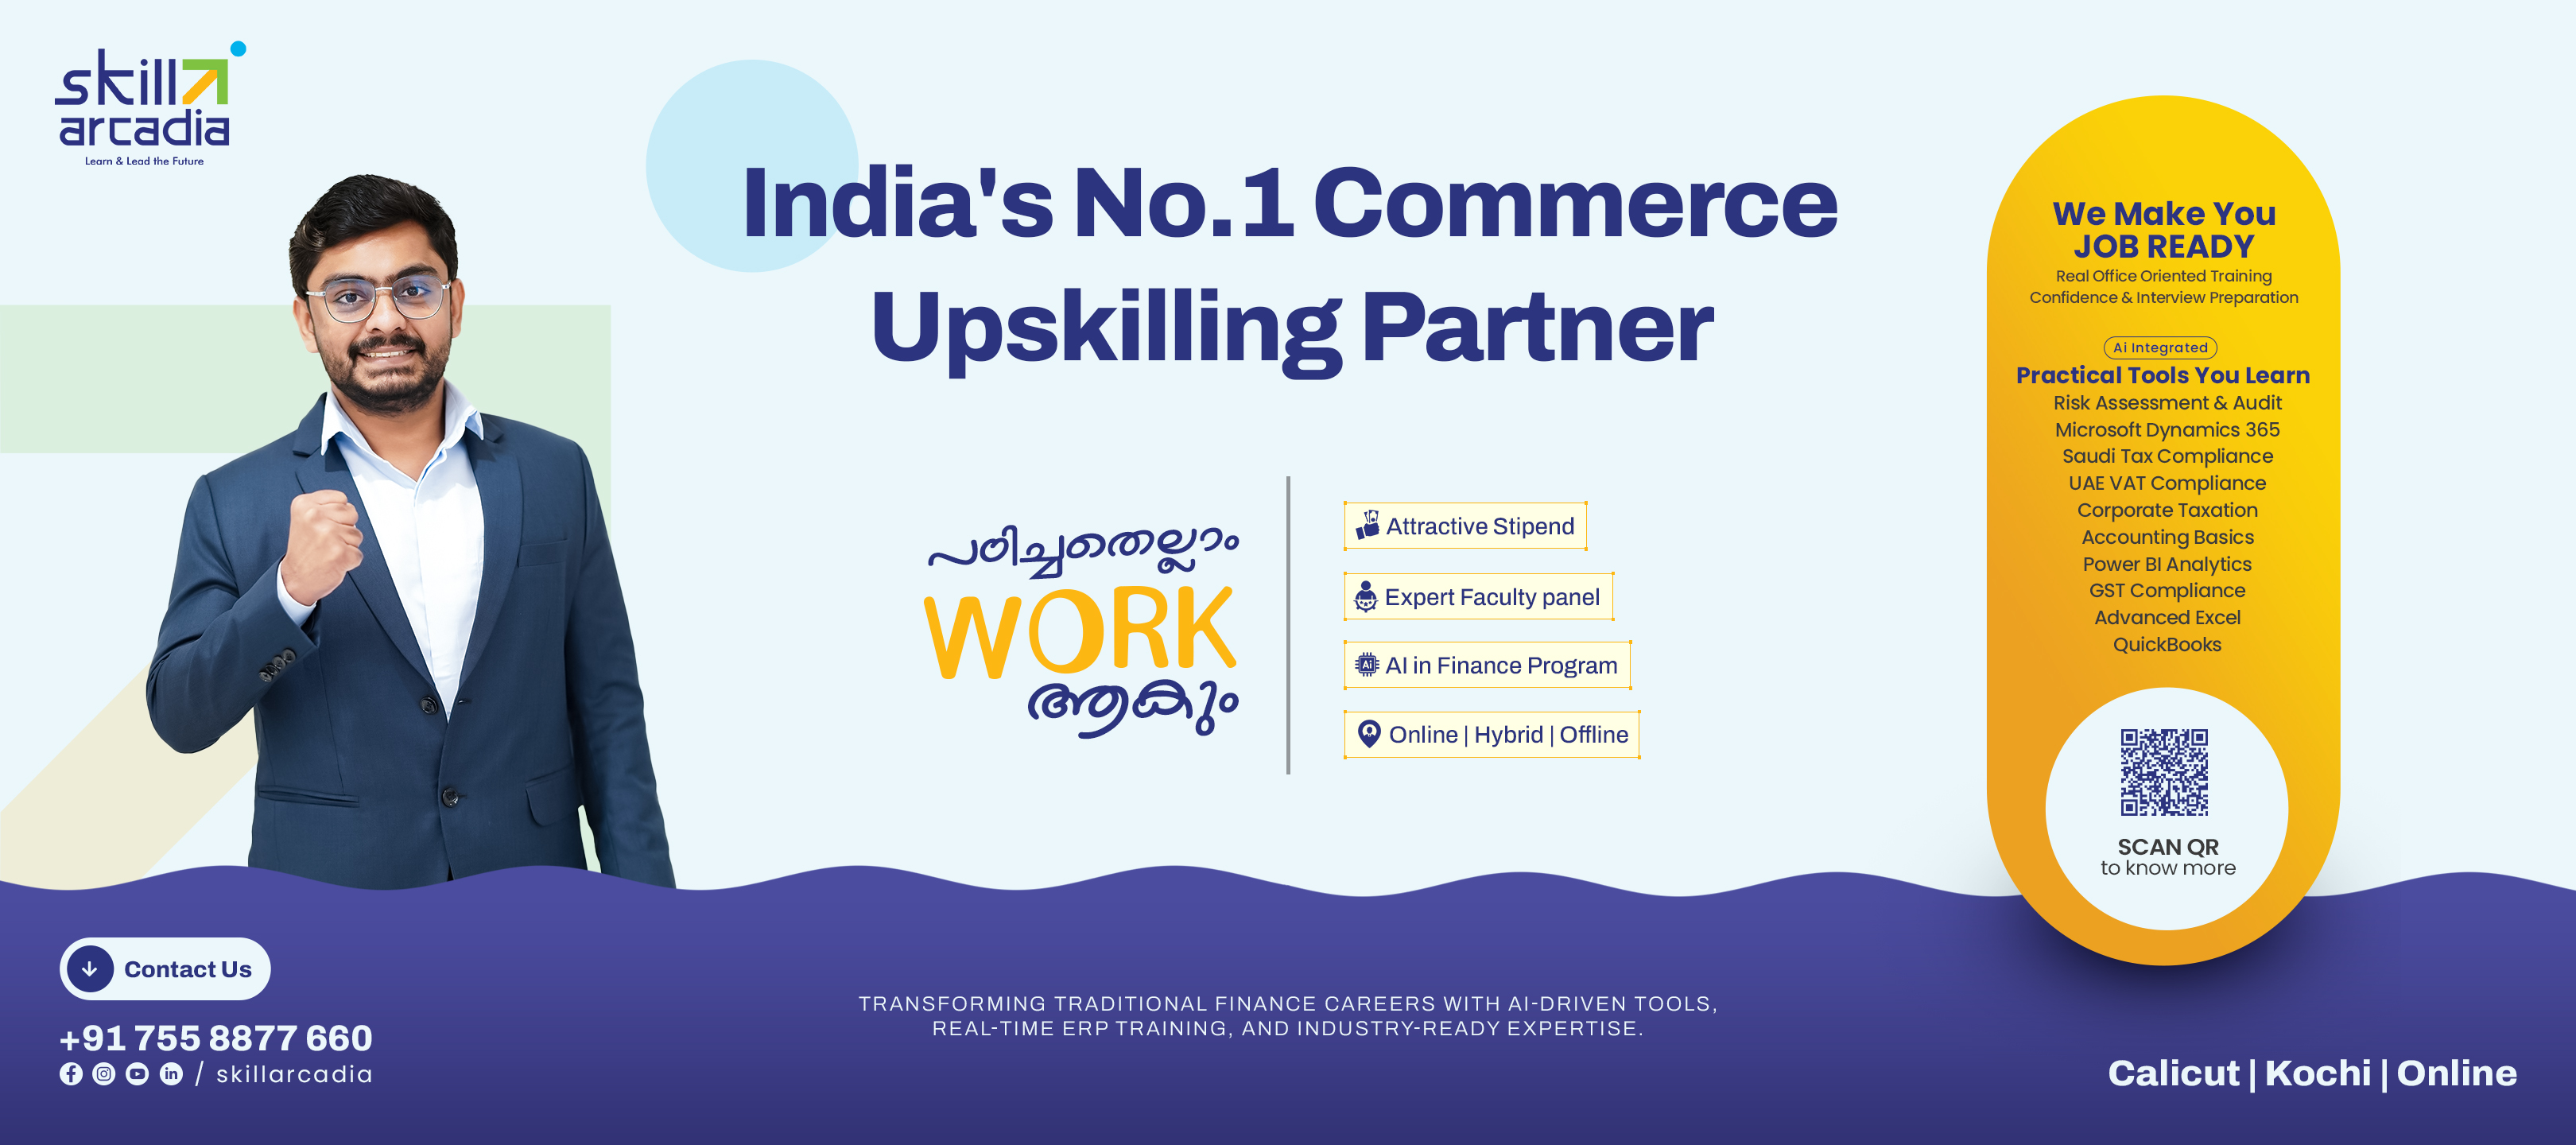 skill
arcadia
Learn & Lead the Future
India's No.1 Commerce
Upskilling Partner
പഠിച്ചതെല്ലാം
WORK
ആകും
Attractive Stipend
Expert Faculty panel
Ai
AI in Finance Program
Online | Hybrid | Offline
We Make You
JOB READY
Real Office Oriented Training
Confidence & Interview Preparation
Ai Integrated
Practical Tools You Learn
Risk Assessment & Audit
Microsoft Dynamics 365
Saudi Tax Compliance
UAE VAT Compliance
Corporate Taxation
Accounting Basics
Power BI Analytics
GST Compliance
Advanced Excel
QuickBooks
SCAN QR
to know more
Contact Us
+91 755 8877 660
/ skillarcadia
TRANSFORMING TRADITIONAL FINANCE CAREERS WITH AI-DRIVEN TOOLS,
REAL-TIME ERP TRAINING, AND INDUSTRY-READY EXPERTISE.
Calicut | Kochi | Online